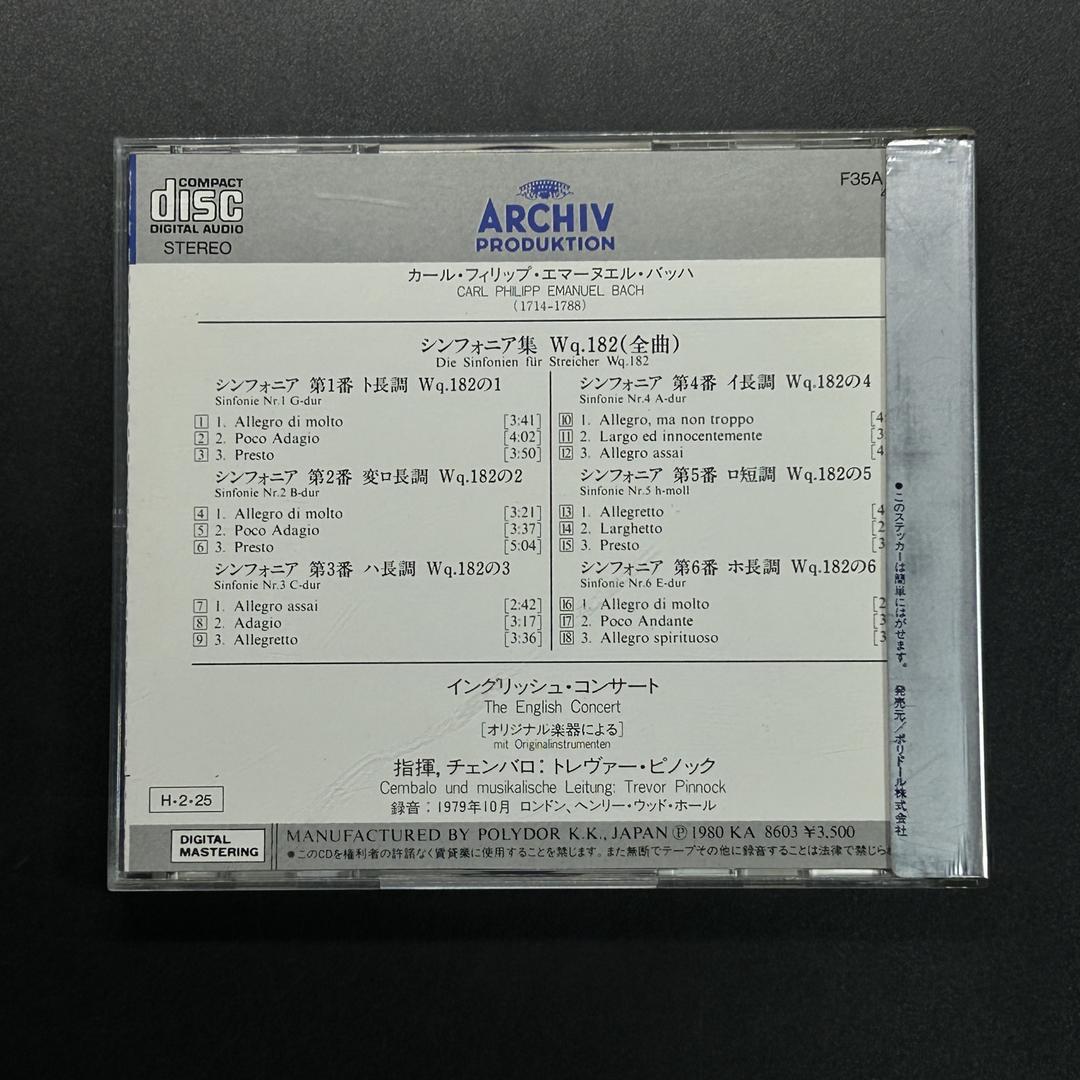 COMPACT
disc
DIGITAL AUDIO
STEREO
ARCHIV
PRODUKTION
F35A
カール・フィリップ・エマーヌエル・バッハ
CARL PHILIPP EMANUEL BACH
(1714-1788)
シンフォニア集 Wq.182(全曲)
Die Sinfonien für Streicher Wq.182
シンフォニア 第1番 ト長調 Wq.182の1
Sinfonie Nr.1 G-dur
1 1. Allegro di molto [3:41]
2 2. Poco Adagio [4:02]
3 3. Presto [3:50]
シンフォニア 第2番 変ロ長調 Wq.182の2
Sinfonie Nr.2 B-dur
4 1. Allegro di molto [3:21]
5 2. Poco Adagio [3:37]
6 3. Presto [5:04]
シンフォニア 第3番 ハ長調 Wq.182の3
Sinfonie Nr.3 C-dur
7 1. Allegro assai [2:42]
8 2. Adagio [3:17]
9 3. Allegretto [3:36]
シンフォニア 第4番 イ長調 Wq.182の4
Sinfonie Nr.4 A-dur
10 1. Allegro, ma non troppo [4
11 2. Largo ed innocentemente [3
12 3. Allegro assai [4
シンフォニア 第5番 ロ短調 Wq.182の5
Sinfonie Nr.5 h-moll
13 1. Allegretto [4
14 2. Larghetto [2
15 3. Presto [3
シンフォニア 第6番 ホ長調 Wq.182の6
Sinfonie Nr.6 E-dur
16 1. Allegro di molto [2
17 2. Poco Andante [3
18 3. Allegro spirituoso [3
イングリッシュ・コンサート
The English Concert
[オリジナル楽器による]
mit Originalinstrumenten
指揮, チェンバロ: トレヴァー・ピノック
Cembalo und musikalische Leitung: Trevor Pinnock
録音: 1979年10月 ロンドン、ヘンリー・ウッド・ホール
H・2・25
DIGITAL
MASTERING
MANUFACTURED BY POLYDOR K.K., JAPAN Ⓟ 1980 KA 8603 ¥3,500
●このCDを権利者の許諾なく賃貸業に使用することを禁じます。また無断でテープその他に録音することは法律で禁じら
●このステッカーは簡単にはがせます。 発売元/ポリドール株式会社